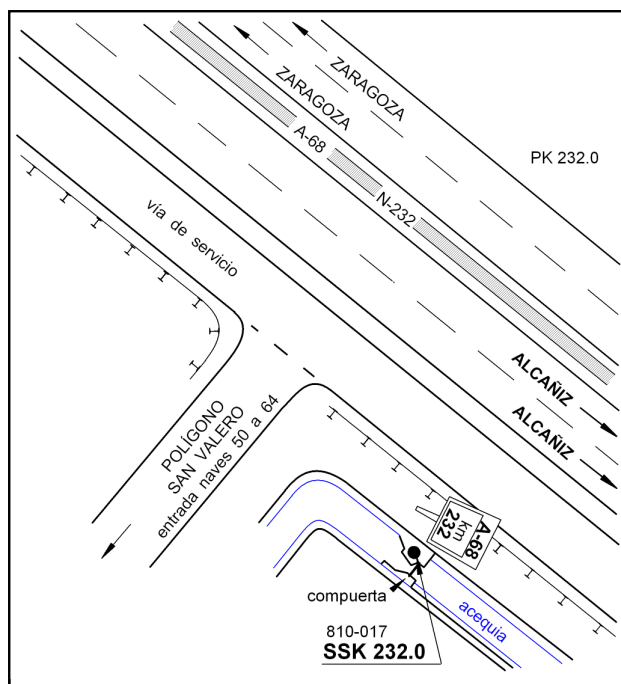 ZARAGOZA
ZARAGOZA
PK 232.0
A-68
N-232
vía de servicio
ALCAÑIZ
ALCAÑIZ
POLÍGONO
SAN VALERO
entrada naves 50 a 64
A-68
km
232
compuerta
acequia
810-017
SSK 232.0